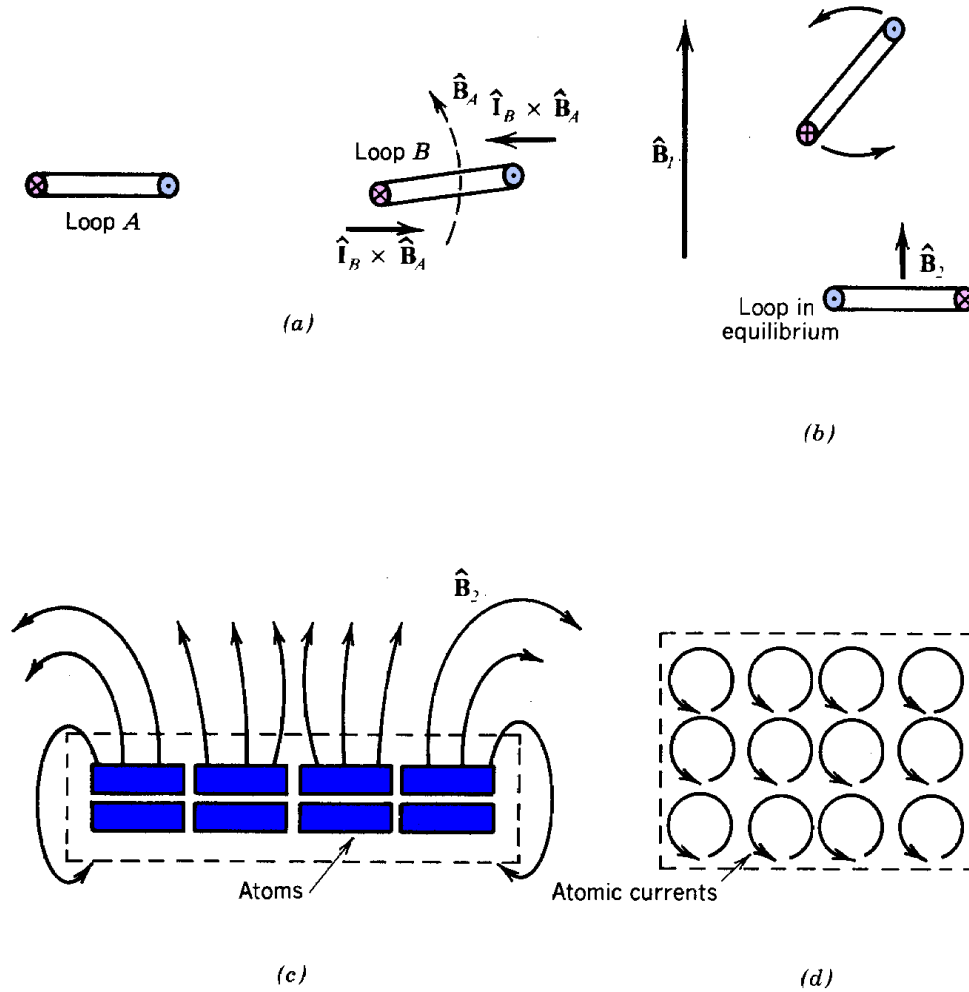 B̂_A
Î_B × B̂_A
Loop B
Loop A
Î_B × B̂_A
(a)
B̂_1
B̂_2
Loop in
equilibrium
(b)
B̂_2
Atoms
(c)
Atomic currents
(d)